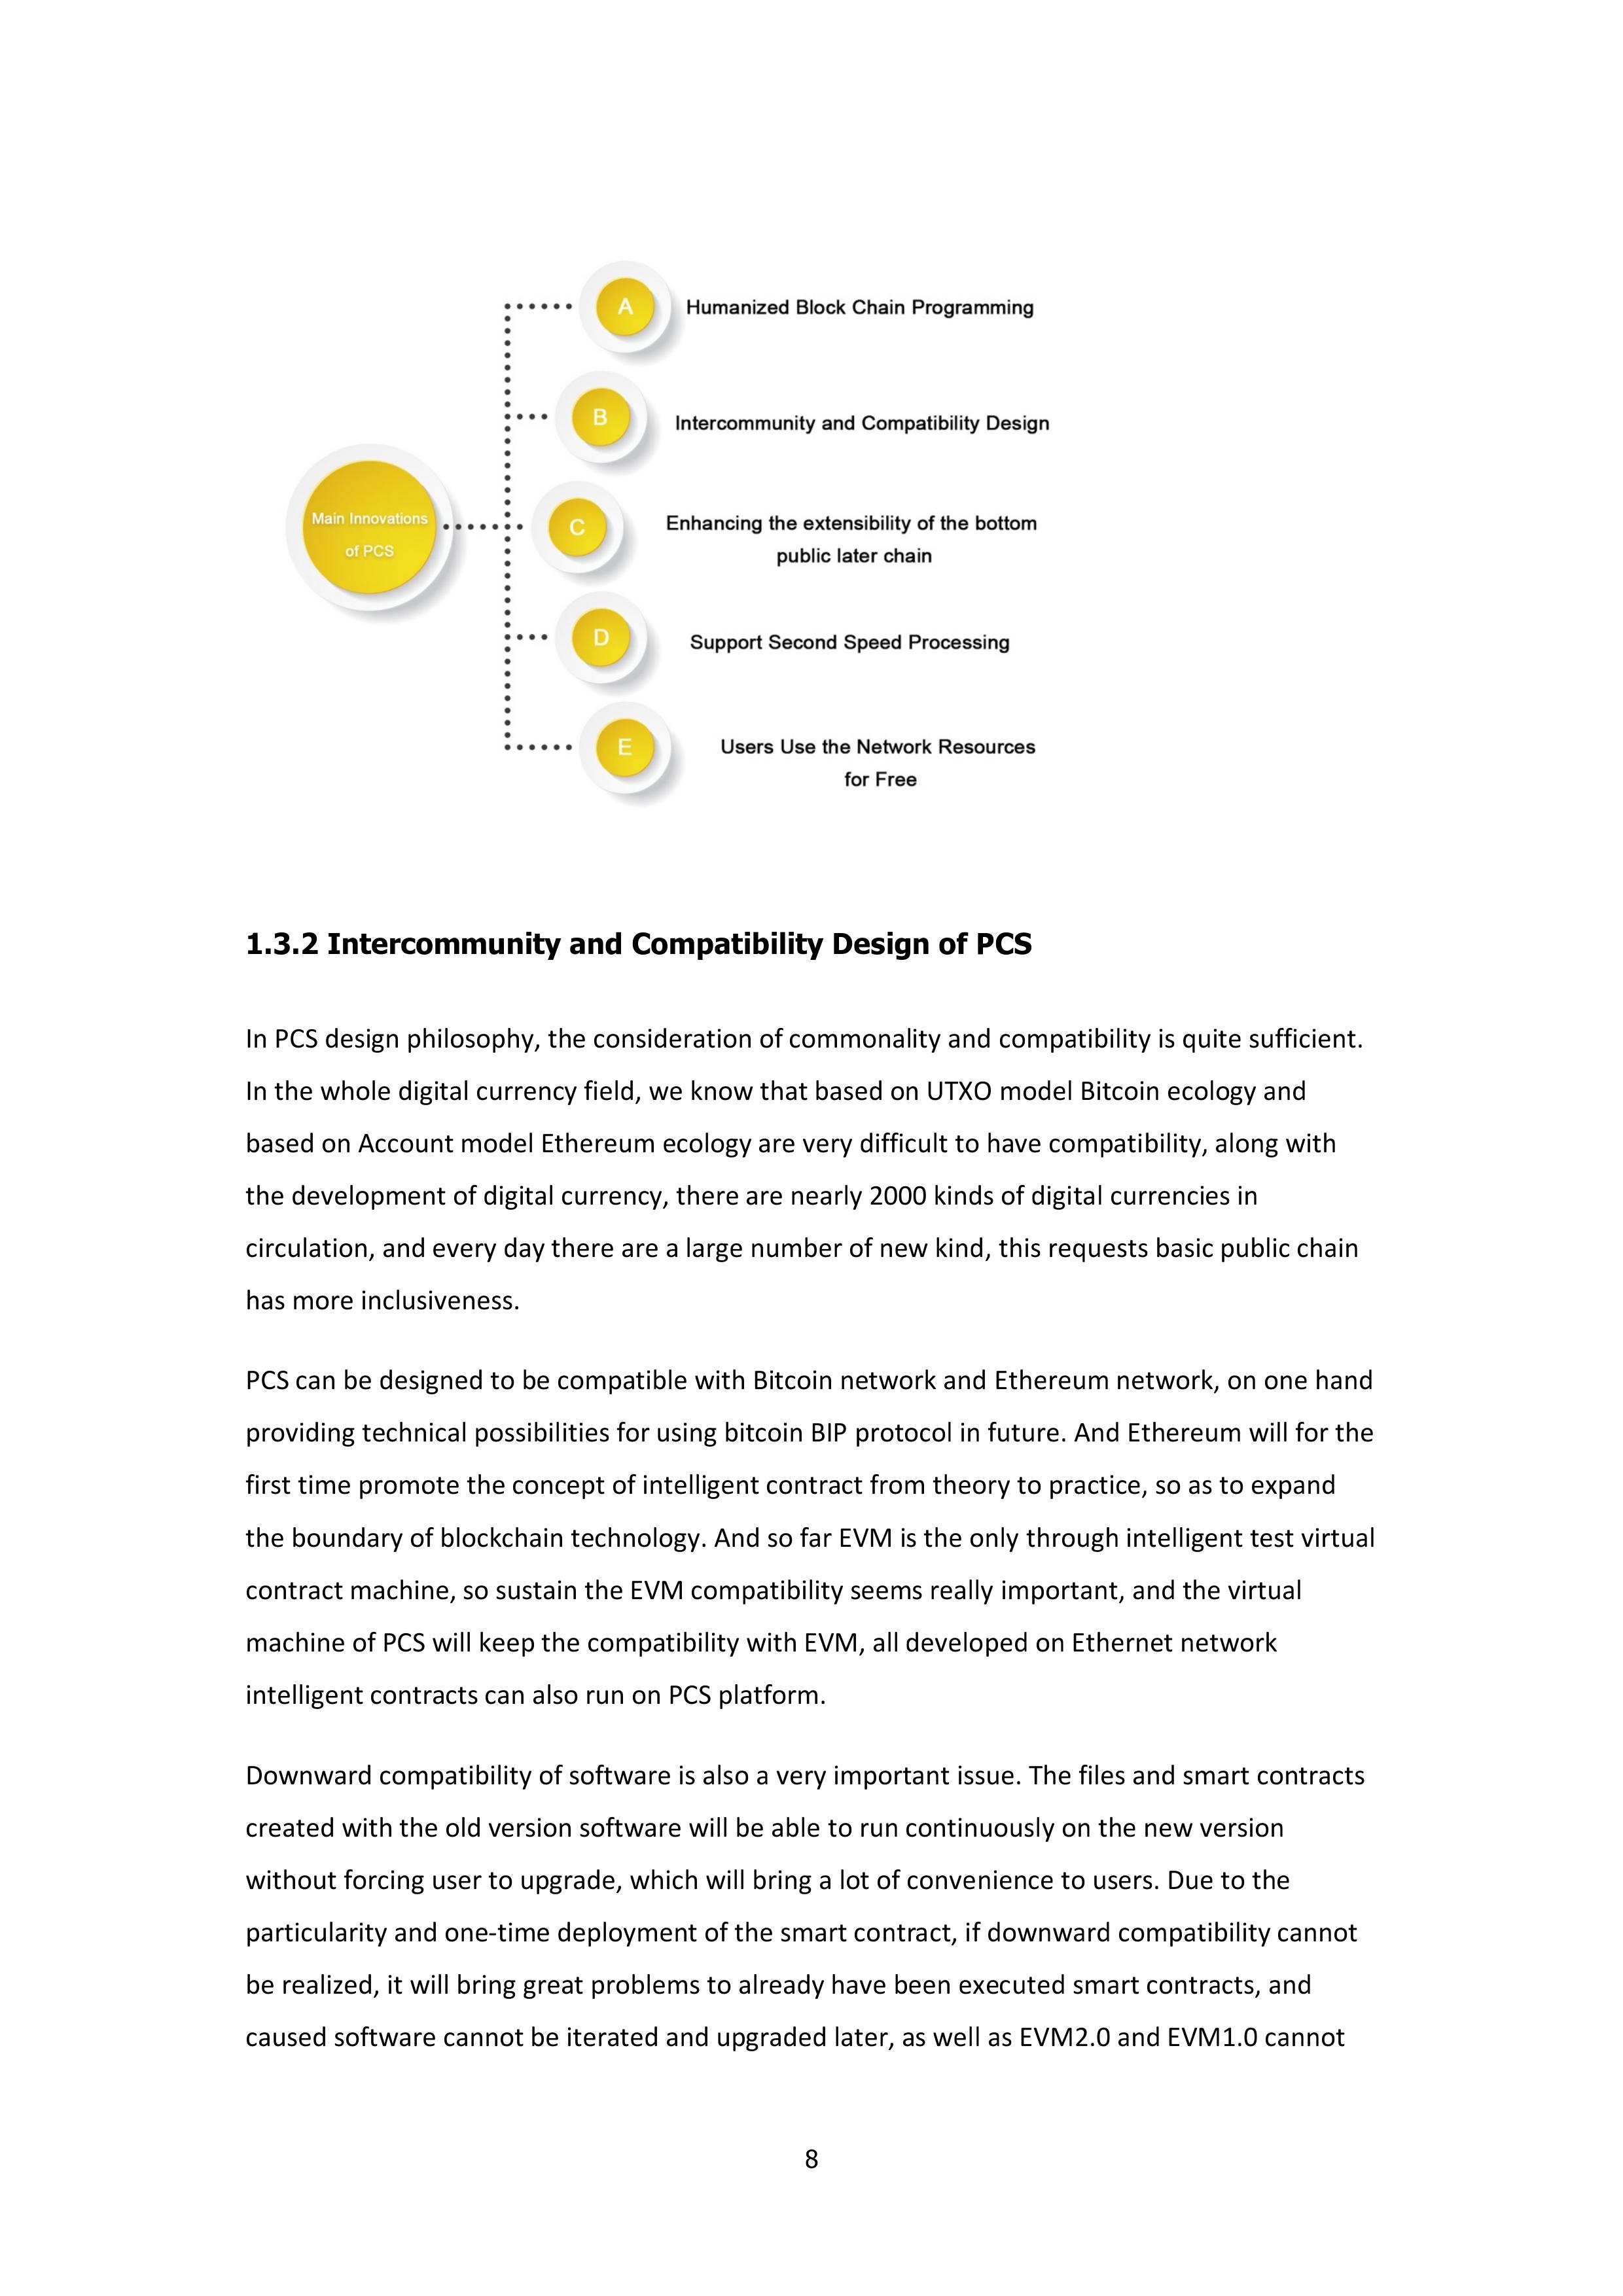 A
Humanized Block Chain Programming
B
Intercommunity and Compatibility Design
Main Innovations
of PCS
C
Enhancing the extensibility of the bottom
public later chain
D
Support Second Speed Processing
E
Users Use the Network Resources
for Free
1.3.2 Intercommunity and Compatibility Design of PCS
In PCS design philosophy, the consideration of commonality and compatibility is quite sufficient.
In the whole digital currency field, we know that based on UTXO model Bitcoin ecology and
based on Account model Ethereum ecology are very difficult to have compatibility, along with
the development of digital currency, there are nearly 2000 kinds of digital currencies in
circulation, and every day there are a large number of new kind, this requests basic public chain
has more inclusiveness.
PCS can be designed to be compatible with Bitcoin network and Ethereum network, on one hand
providing technical possibilities for using bitcoin BIP protocol in future. And Ethereum will for the
first time promote the concept of intelligent contract from theory to practice, so as to expand
the boundary of blockchain technology. And so far EVM is the only through intelligent test virtual
contract machine, so sustain the EVM compatibility seems really important, and the virtual
machine of PCS will keep the compatibility with EVM, all developed on Ethernet network
intelligent contracts can also run on PCS platform.
Downward compatibility of software is also a very important issue. The files and smart contracts
created with the old version software will be able to run continuously on the new version
without forcing user to upgrade, which will bring a lot of convenience to users. Due to the
particularity and one-time deployment of the smart contract, if downward compatibility cannot
be realized, it will bring great problems to already have been executed smart contracts, and
caused software cannot be iterated and upgraded later, as well as EVM2.0 and EVM1.0 cannot
8